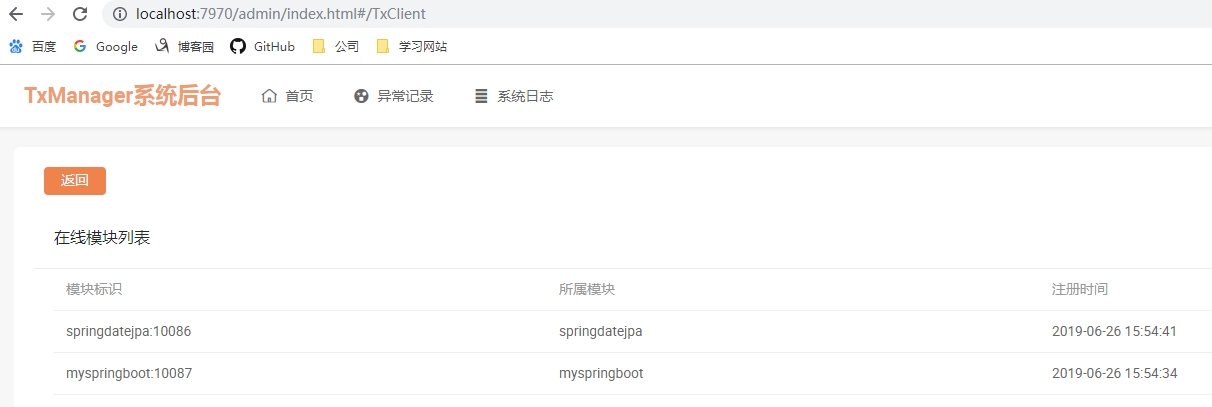 localhost:7970/admin/index.html#/TxClient
百度 Google 博客园 GitHub 公司 学习网站
TxManager系统后台 首页 异常记录 系统日志
返回
在线模块列表
模块标识 所属模块 注册时间
springdatejpa:10086 springdatejpa 2019-06-26 15:54:41
myspringboot:10087 myspringboot 2019-06-26 15:54:34